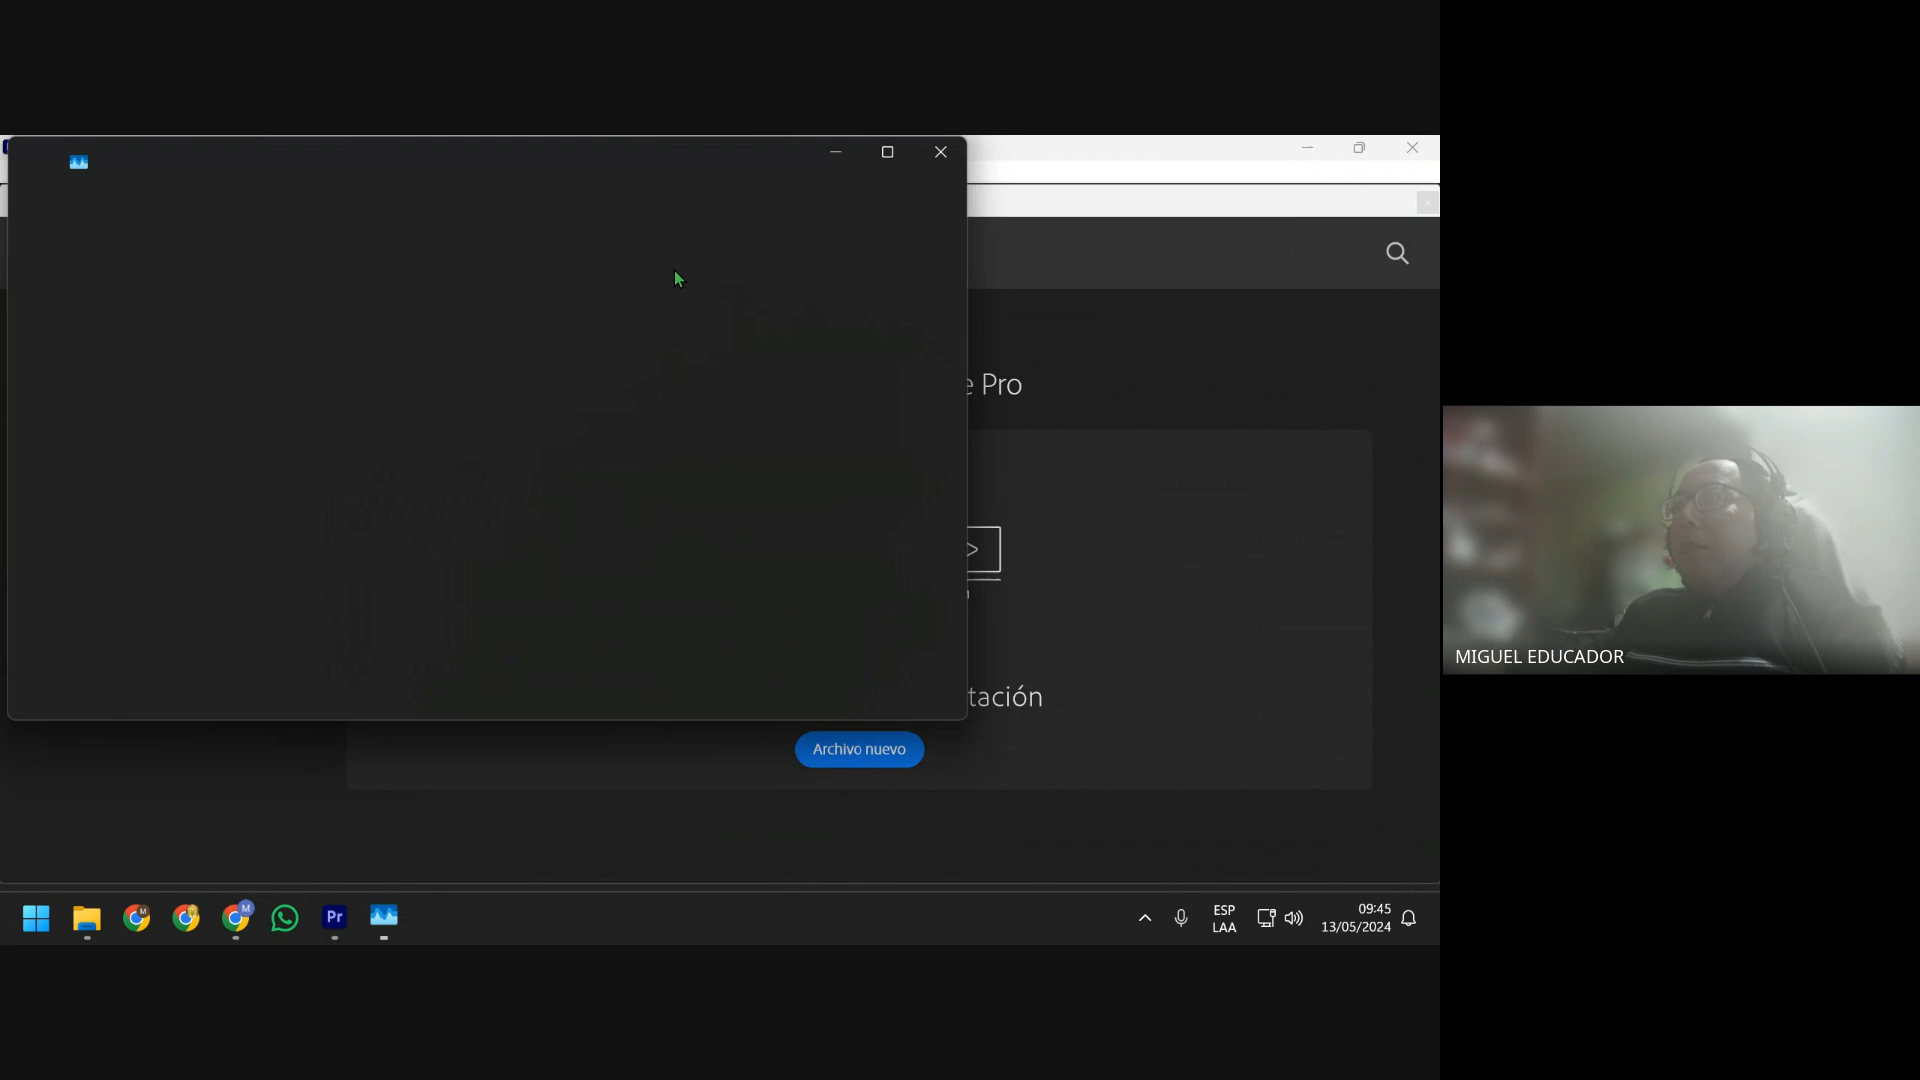 e Pro
n
tación
Archivo nuevo
M
M
Pr
ESP
LAA
09:45
13/05/2024
MIGUEL EDUCADOR